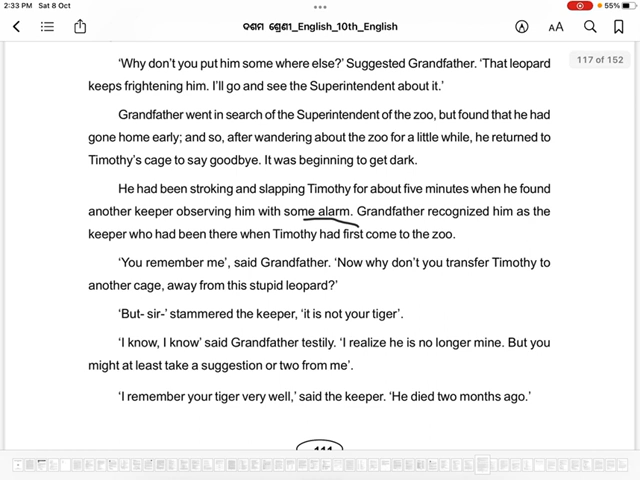 2:33 PM Sat 8 Oct
55%
ଦଶମ ଶ୍ରେଣୀ_English_10th_English
AA
117 of 152
‘Why don’t you put him some where else?’ Suggested Grandfather. ‘That leopard
keeps frightening him. I’ll go and see the Superintendent about it.’
Grandfather went in search of the Superintendent of the zoo, but found that he had
gone home early; and so, after wandering about the zoo for a little while, he returned to
Timothy’s cage to say goodbye. It was beginning to get dark.
He had been stroking and slapping Timothy for about five minutes when he found
another keeper observing him with some alarm. Grandfather recognized him as the
keeper who had been there when Timothy had first come to the zoo.
‘You remember me’, said Grandfather. ‘Now why don’t you transfer Timothy to
another cage, away from this stupid leopard?’
‘But- sir-’ stammered the keeper, ‘it is not your tiger’.
‘I know, I know’ said Grandfather testily. ‘I realize he is no longer mine. But you
might at least take a suggestion or two from me’.
‘I remember your tiger very well,’ said the keeper. ‘He died two months ago.’
111